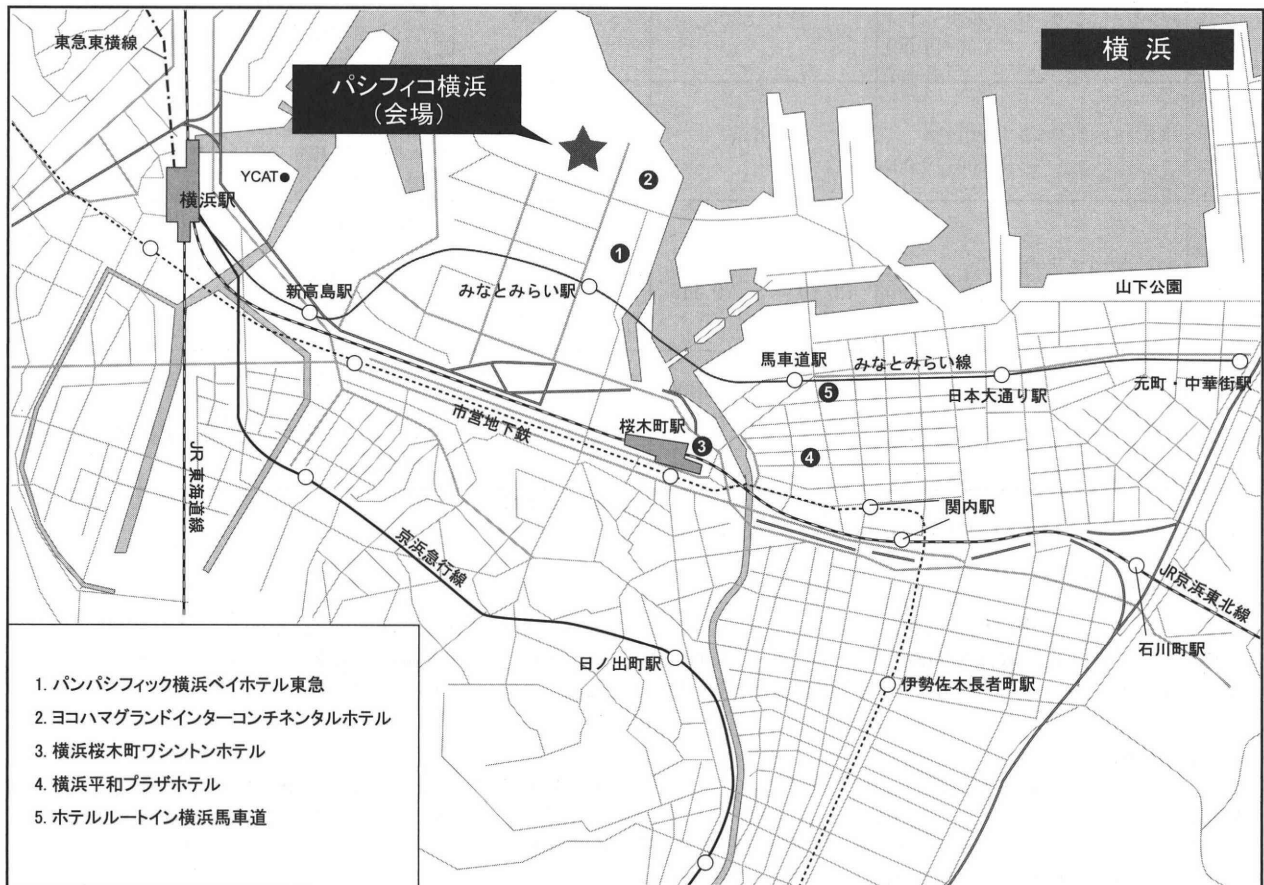 東急東横線
横 浜
パシフィコ横浜
(会場)
YCAT
横浜駅
2
1
新高島駅
みなとみらい駅
山下公園
馬車道駅
みなとみらい線
5
日本大通り駅
元町・中華街駅
市営地下鉄
桜木町駅
3
4
JR東海道線
関内駅
京浜急行線
JR京浜東北線
石川町駅
日ノ出町駅
伊勢佐木長者町駅
1. パンパシフィック横浜ベイホテル東急
2. ヨコハマグランドインターコンチネンタルホテル
3. 横浜桜木町ワシントンホテル
4. 横浜平和プラザホテル
5. ホテルルートイン横浜馬車道